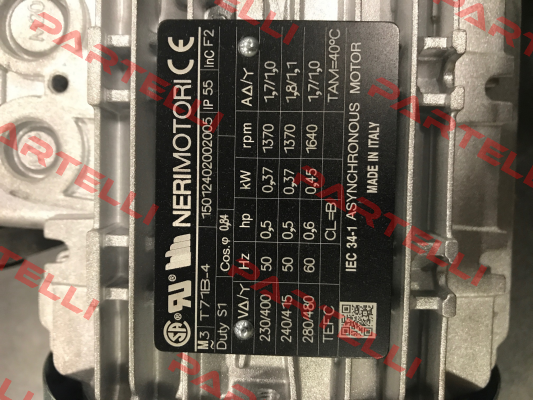 NERIMOTORI CE
M3~ T71B-4 15012402002005 IP 55 InC F2
Duty S1 Cos.φ 0,84
VΔ/Y Hz hp kW rpm AΔ/Y
230/400 50 0,5 0,37 1370 1,7/1,0
240/415 50 0,5 0,37 1370 1,8/1,1
280/480 60 0,6 0,45 1640 1,7/1,0
TEFC CL=B TAM=40°C
IEC 34-1 ASYNCHRONOUS MOTOR
MADE IN ITALY
PARTELLI